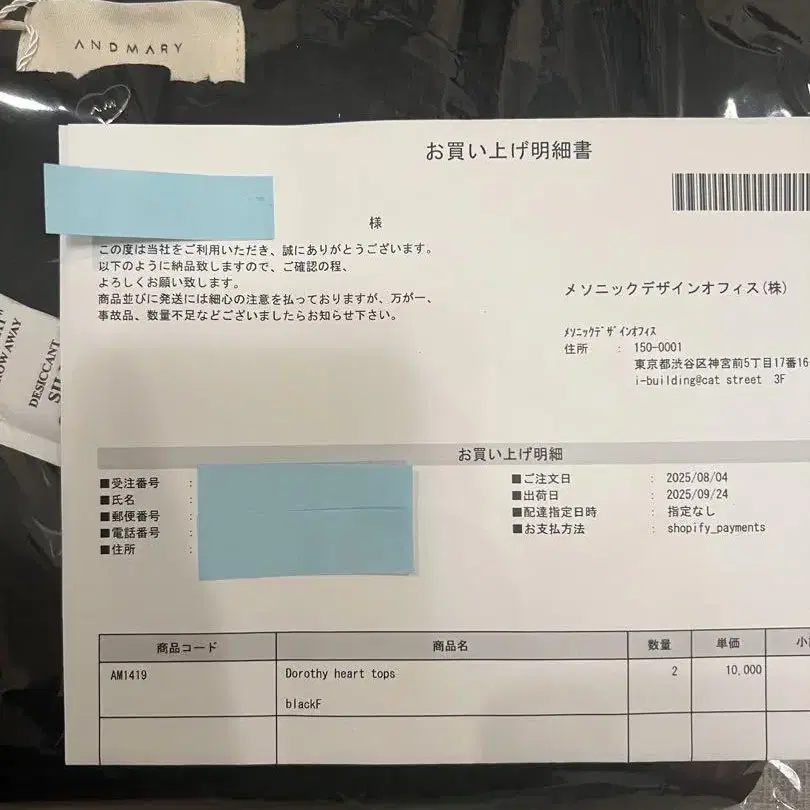 ANDMARY
AM
お買い上げ明細書
様
この度は当社をご利用いただき、誠にありがとうございます。
以下のように納品致しますので、ご確認の程、
よろしくお願い致します。
商品並びに発送には細心の注意を払っておりますが、万が一、
事故品、数量不足などございましたらお知らせ下さい。
メソニックデザインオフィス(株)
ﾒｿﾆｯｸﾃﾞｻﾞｲﾝｵﾌｨｽ
住所 : 150-0001
東京都渋谷区神宮前5丁目17番16
i-building@cat street 3F
ROW AWAY
DESICCANT
お買い上げ明細
■受注番号 :
■氏名 :
■郵便番号 :
■電話番号 :
■住所 :
■ご注文日 : 2025/08/04
■出荷日 : 2025/09/24
■配達指定日時 : 指定なし
■お支払方法 : shopify_payments
商品コード 商品名 数量 単価 小
AM1419 Dorothy heart tops 2 10,000
blackF